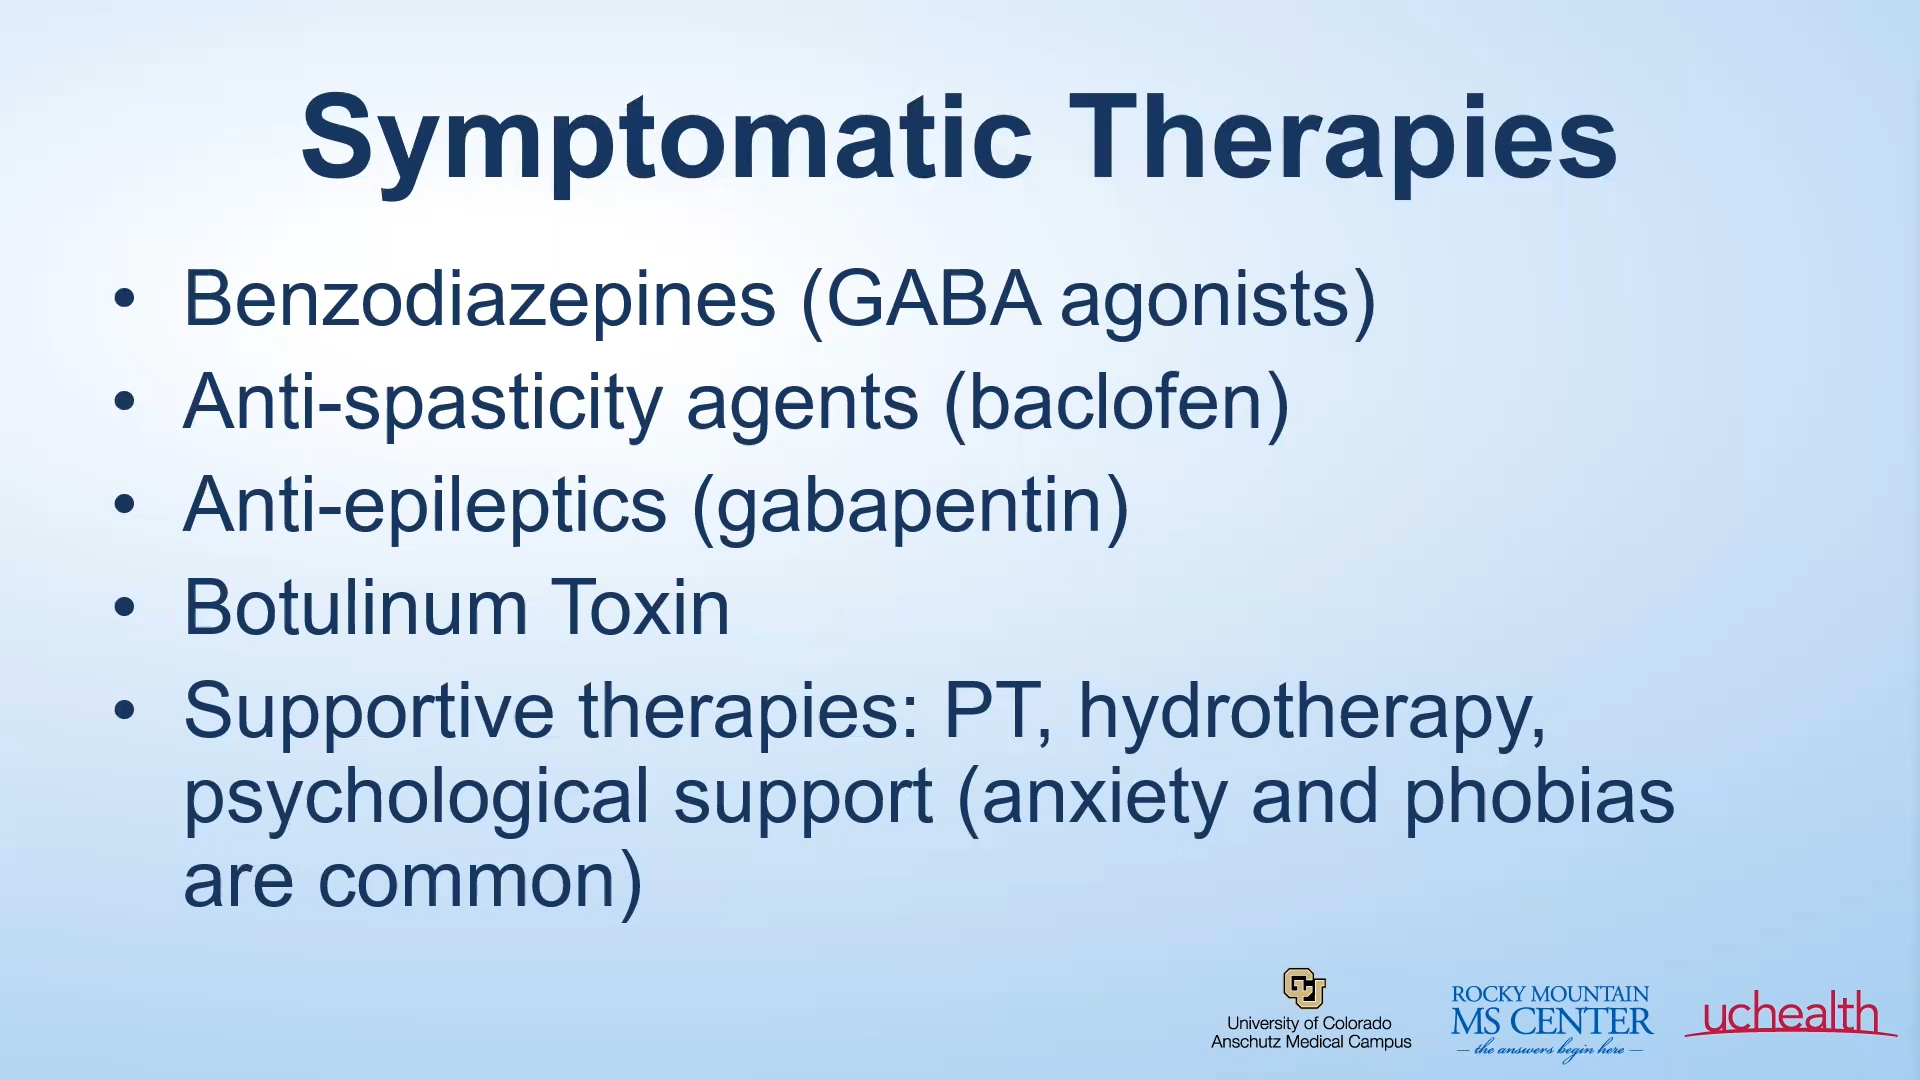 Symptomatic Therapies
• Benzodiazepines (GABA agonists)
• Anti-spasticity agents (baclofen)
• Anti-epileptics (gabapentin)
• Botulinum Toxin
• Supportive therapies: PT, hydrotherapy,
psychological support (anxiety and phobias
are common)
CU
University of Colorado
Anschutz Medical Campus
ROCKY MOUNTAIN
MS CENTER
— the answers begin here —
uchealth